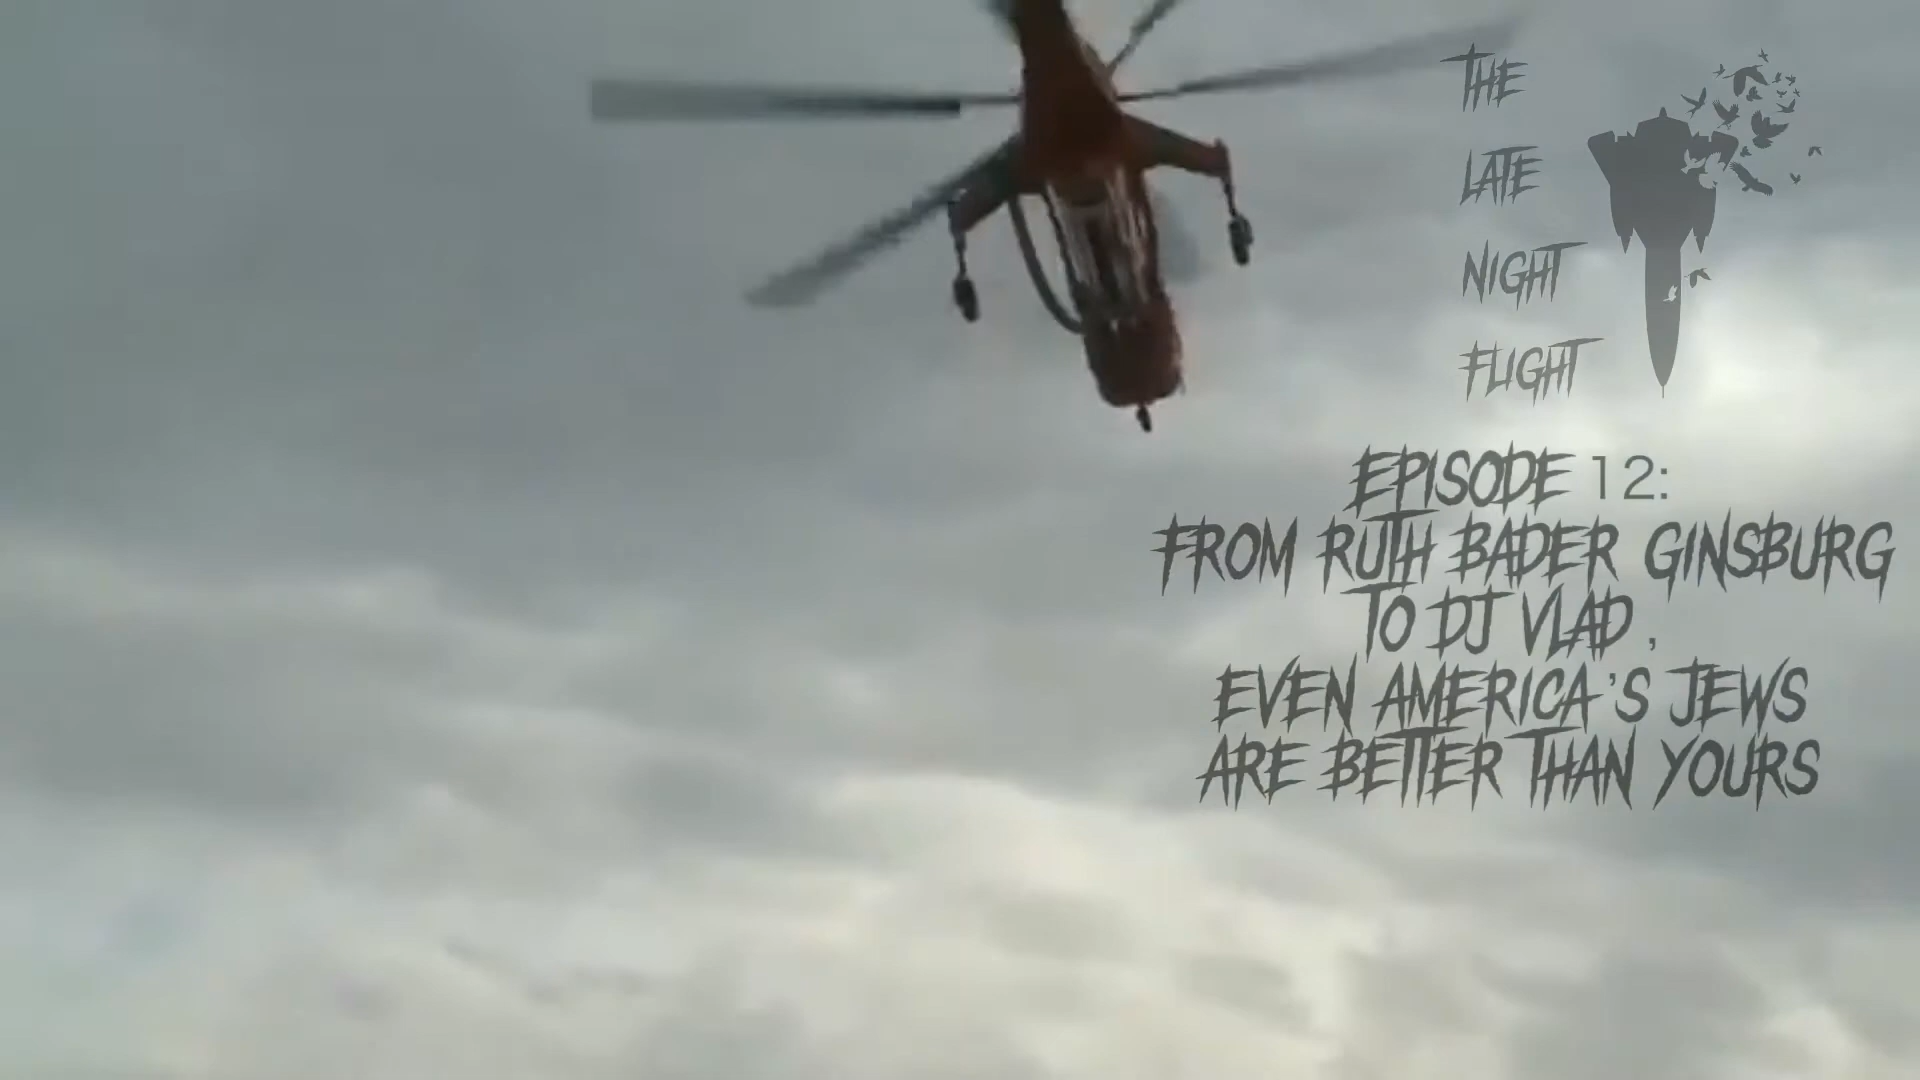 THE
LATE
NIGHT
FLIGHT
EPISODE 12:
FROM RUTH BADER GINSBURG
TO DJ VLAD,
EVEN AMERICA'S JEWS
ARE BETTER THAN YOURS